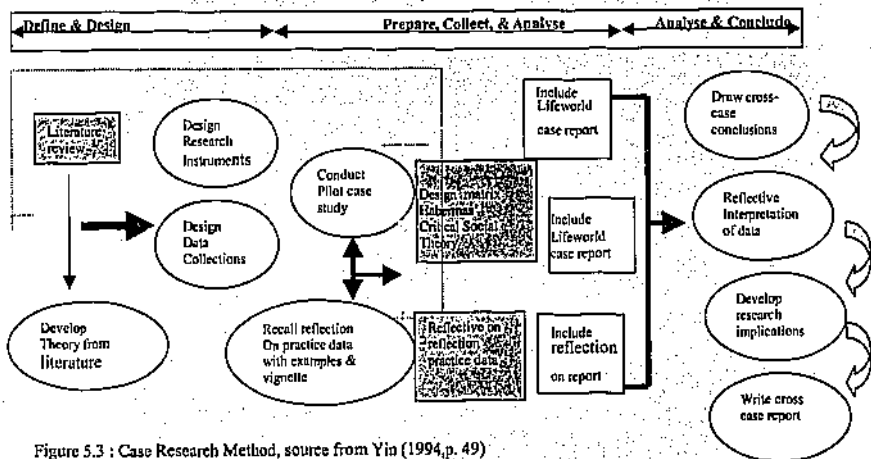 Define & Design
Prepare, Collect, & Analyse
Analyse & Conclude
Literature
review
Design
Research
Instruments
Design
Data
Collections
Develop
Theory from
literature
Conduct
Pilot case
study
Recall reflection
On practice data
with examples &
vignelle
Design imatrix
Habermas'
Critical Social
Theory
Reflective on
reflection
practice data
Include
Lifeworld
case report
Include
Lifeworld
case report
Include
reflection
on report
Draw cross-
case
conclusions
Reflective
Interpretation
of data
Develop
research
implications
Write cross
case report
Figure 5.3 : Case Research Method, source from Yin (1994,p. 49)